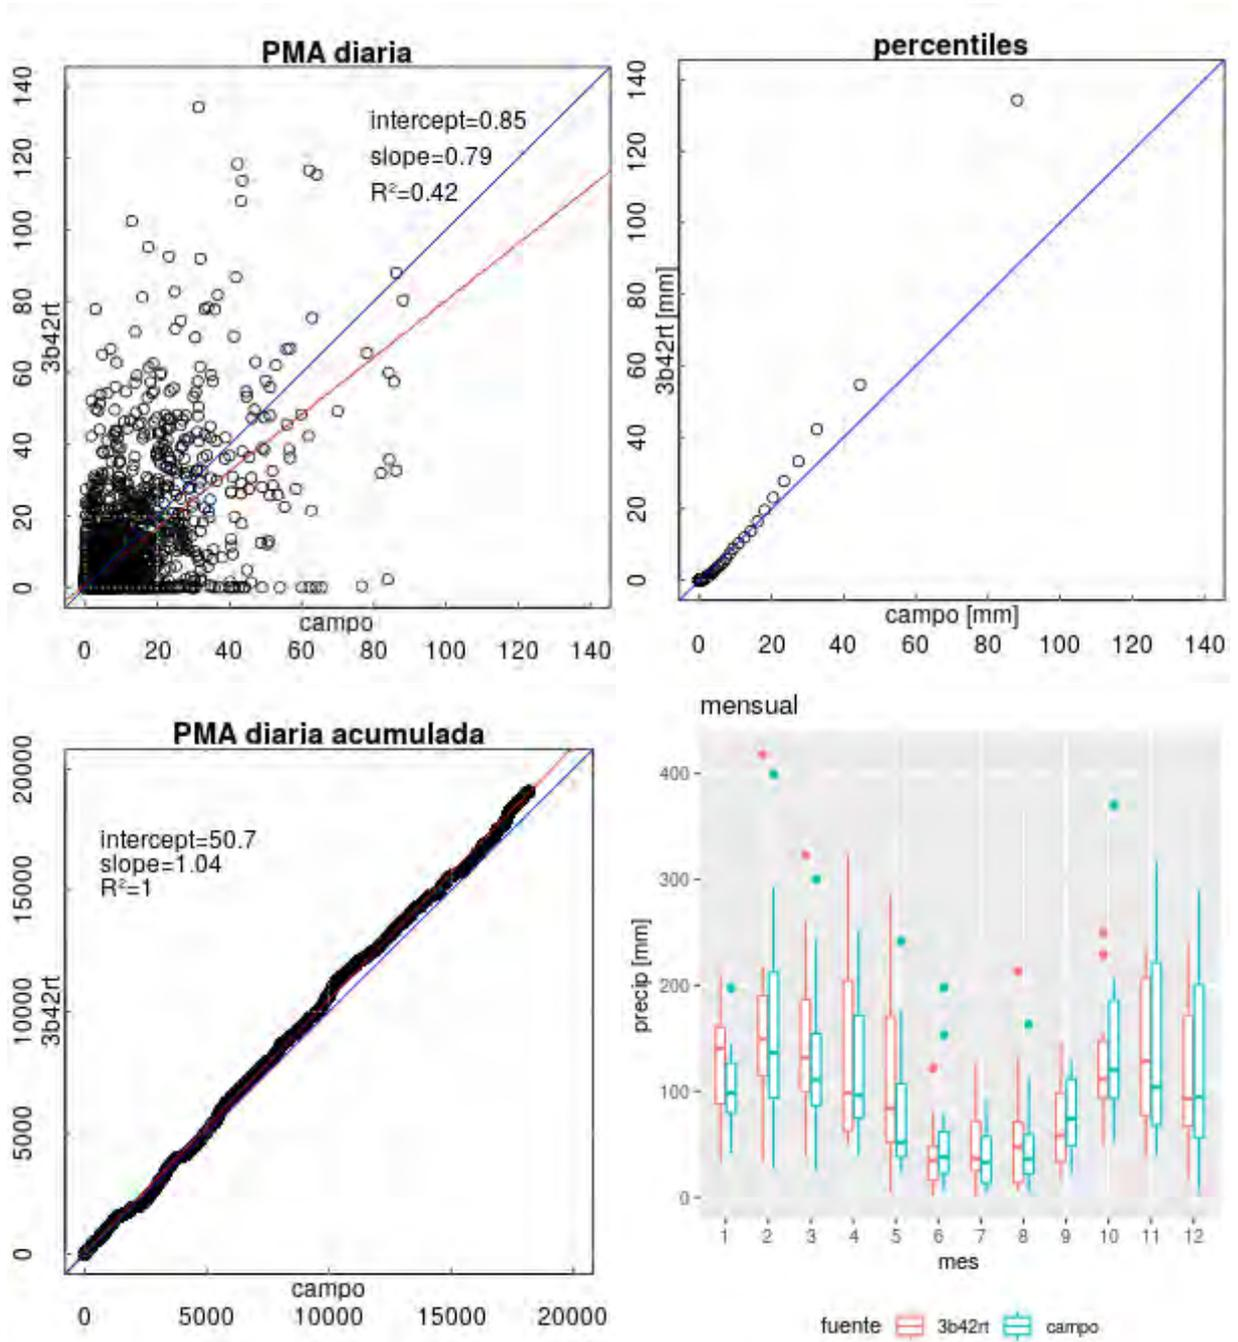 PMA diaria
140
120
100
80
60
40
20
0
3b42rt
intercept=0.85
slope=0.79
R²=0.42
campo
0 20 40 60 80 100 120 140
percentiles
140
120
100
80
60
40
20
0
3b42rt [mm]
campo [mm]
0 20 40 60 80 100 120 140
PMA diaria acumulada
20000
15000
10000
5000
0
3b42rt
intercept=50.7
slope=1.04
R²=1
campo
0 5000 10000 15000 20000
mensual
400
300
200
100
0
precip [mm]
1 2 3 4 5 6 7 8 9 10 11 12
mes
fuente 3b42rt campo